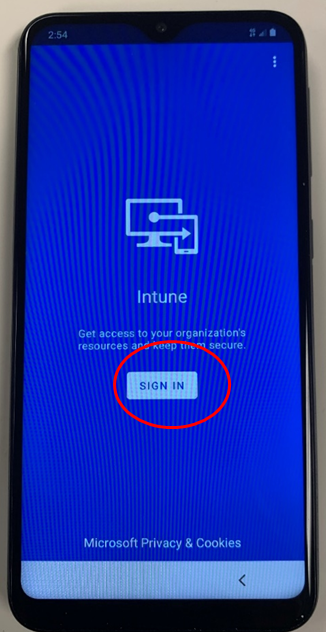 2:54
Intune
Get access to your organization's
resources and keep them secure.
SIGN IN
Microsoft Privacy & Cookies